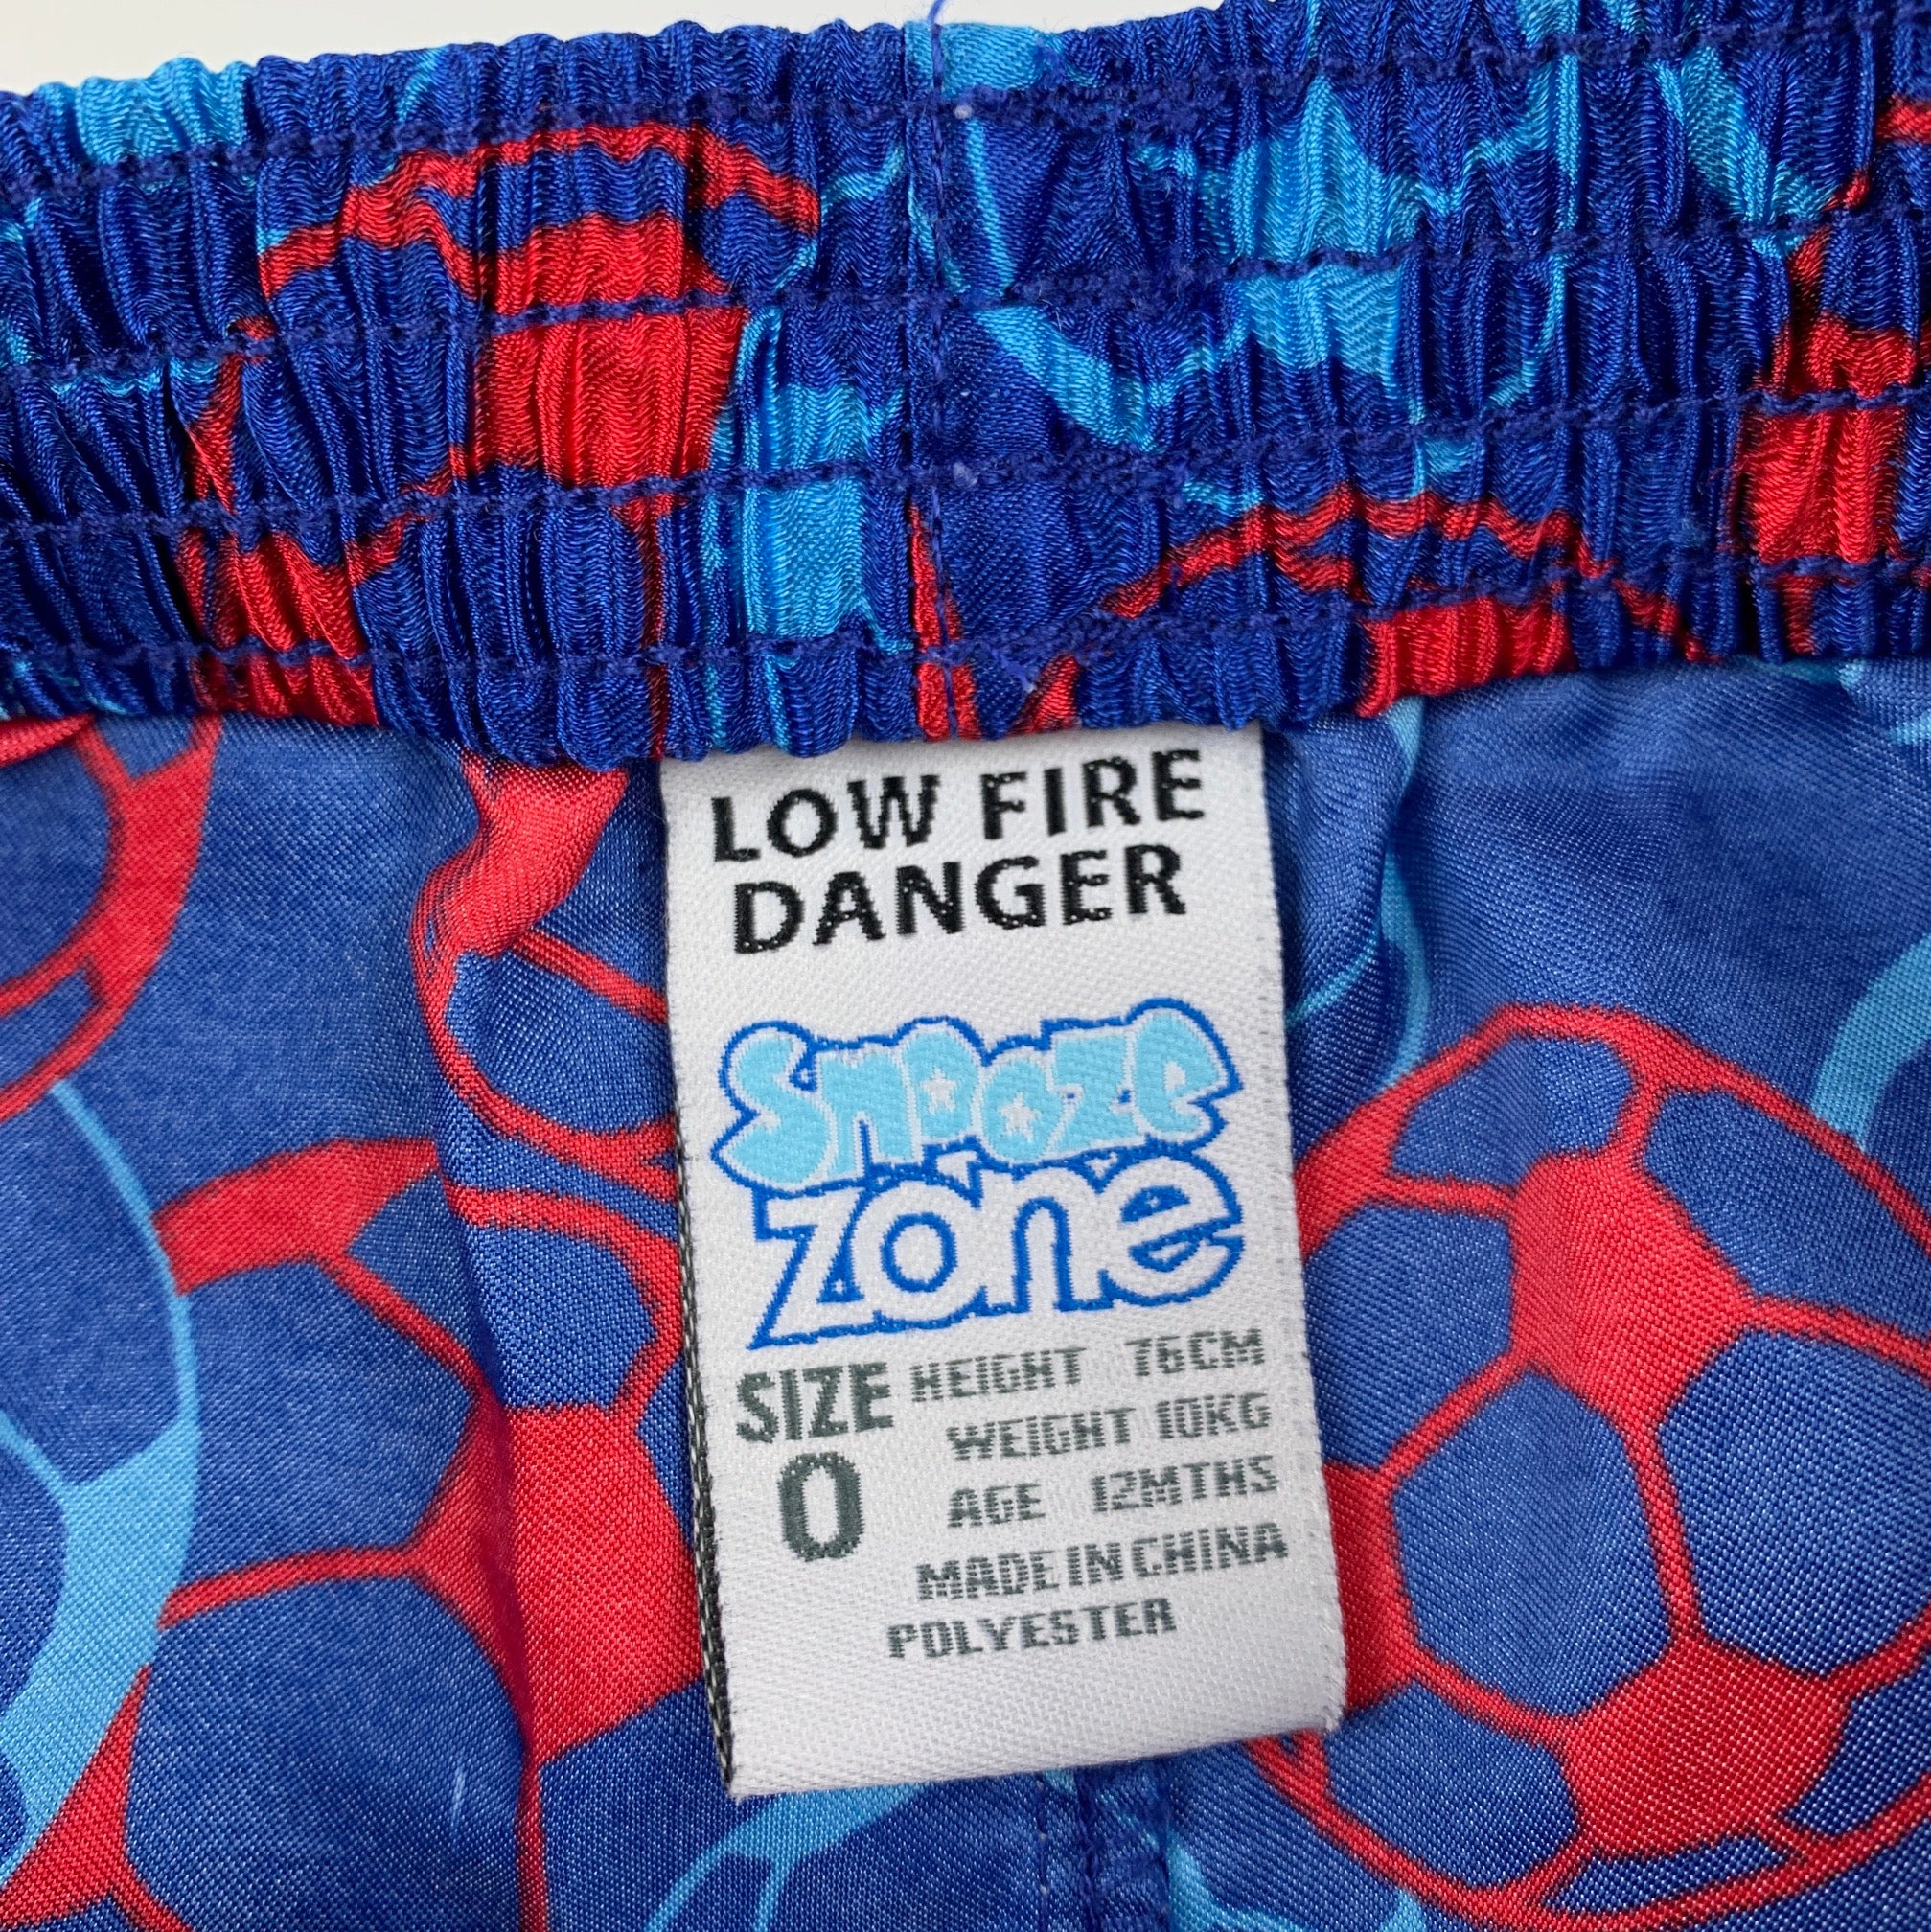 LOW FIRE
DANGER
Snooze
zone
SIZE HEIGHT 76CM
0 WEIGHT 10KG
AGE 12MTHS
MADE IN CHINA
POLYESTER